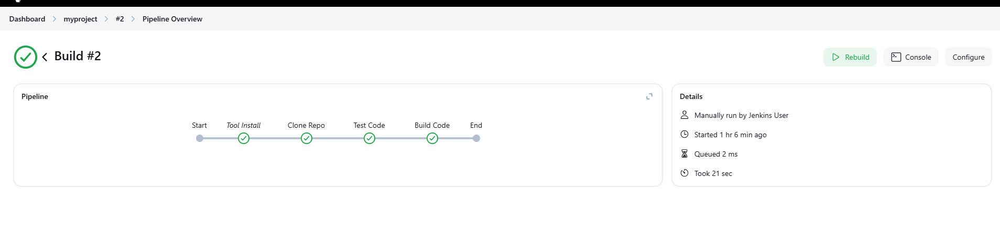 Dashboard > myproject > #2 > Pipeline Overview
Build #2
Rebuild Console Configure
Pipeline
Start Tool Install Clone Repo Test Code Build Code End
Details
Manually run by Jenkins User
Started 1 hr 6 min ago
Queued 2 ms
Took 21 sec